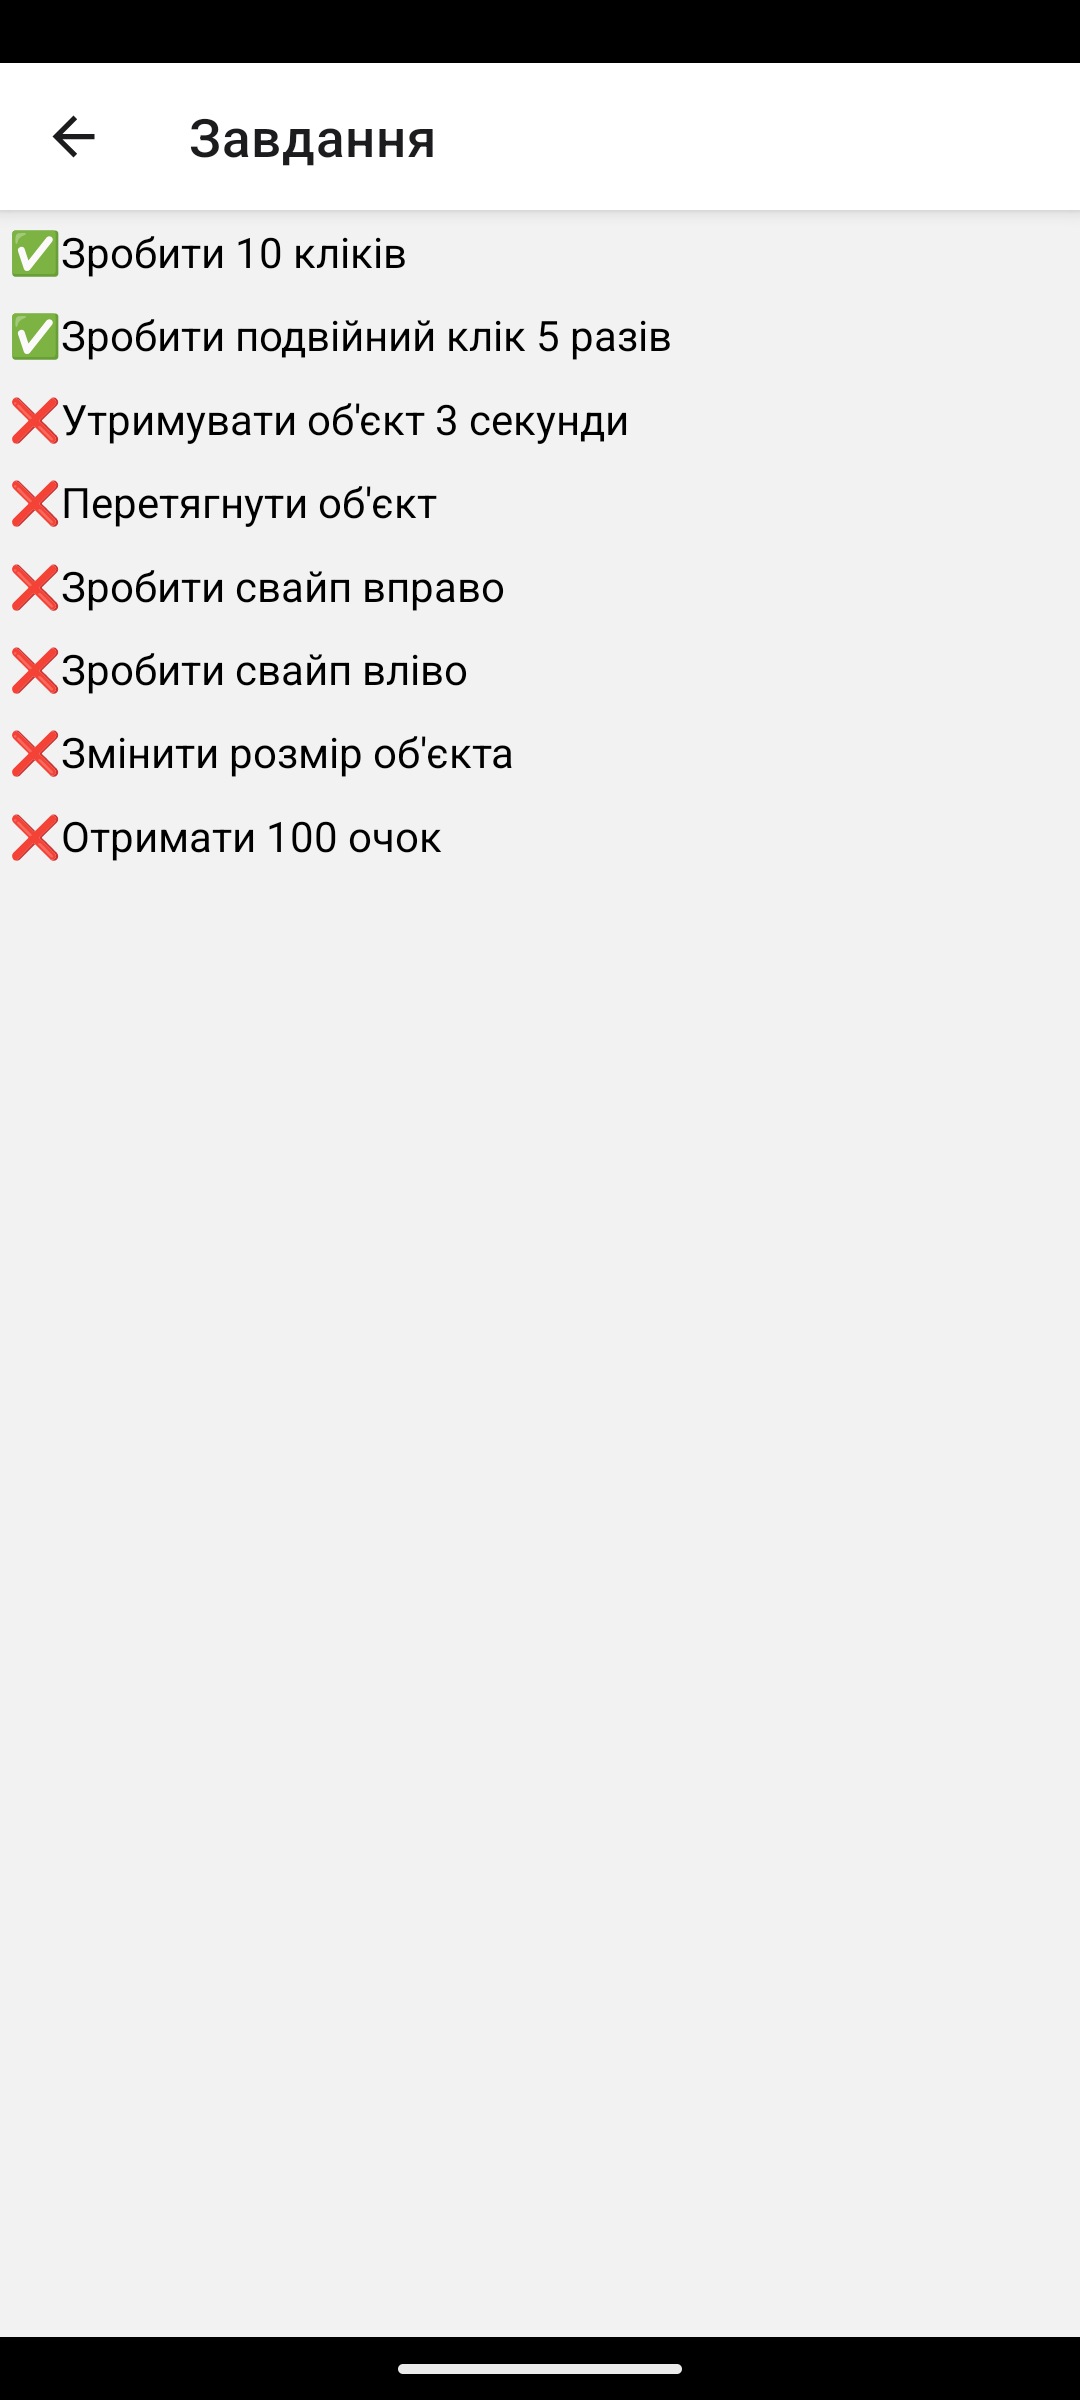 Завдання
✅Зробити 10 кліків
✅Зробити подвійний клік 5 разів
❌Утримувати об'єкт 3 секунди
❌Перетягнути об'єкт
❌Зробити свайп вправо
❌Зробити свайп вліво
❌Змінити розмір об'єкта
❌Отримати 100 очок